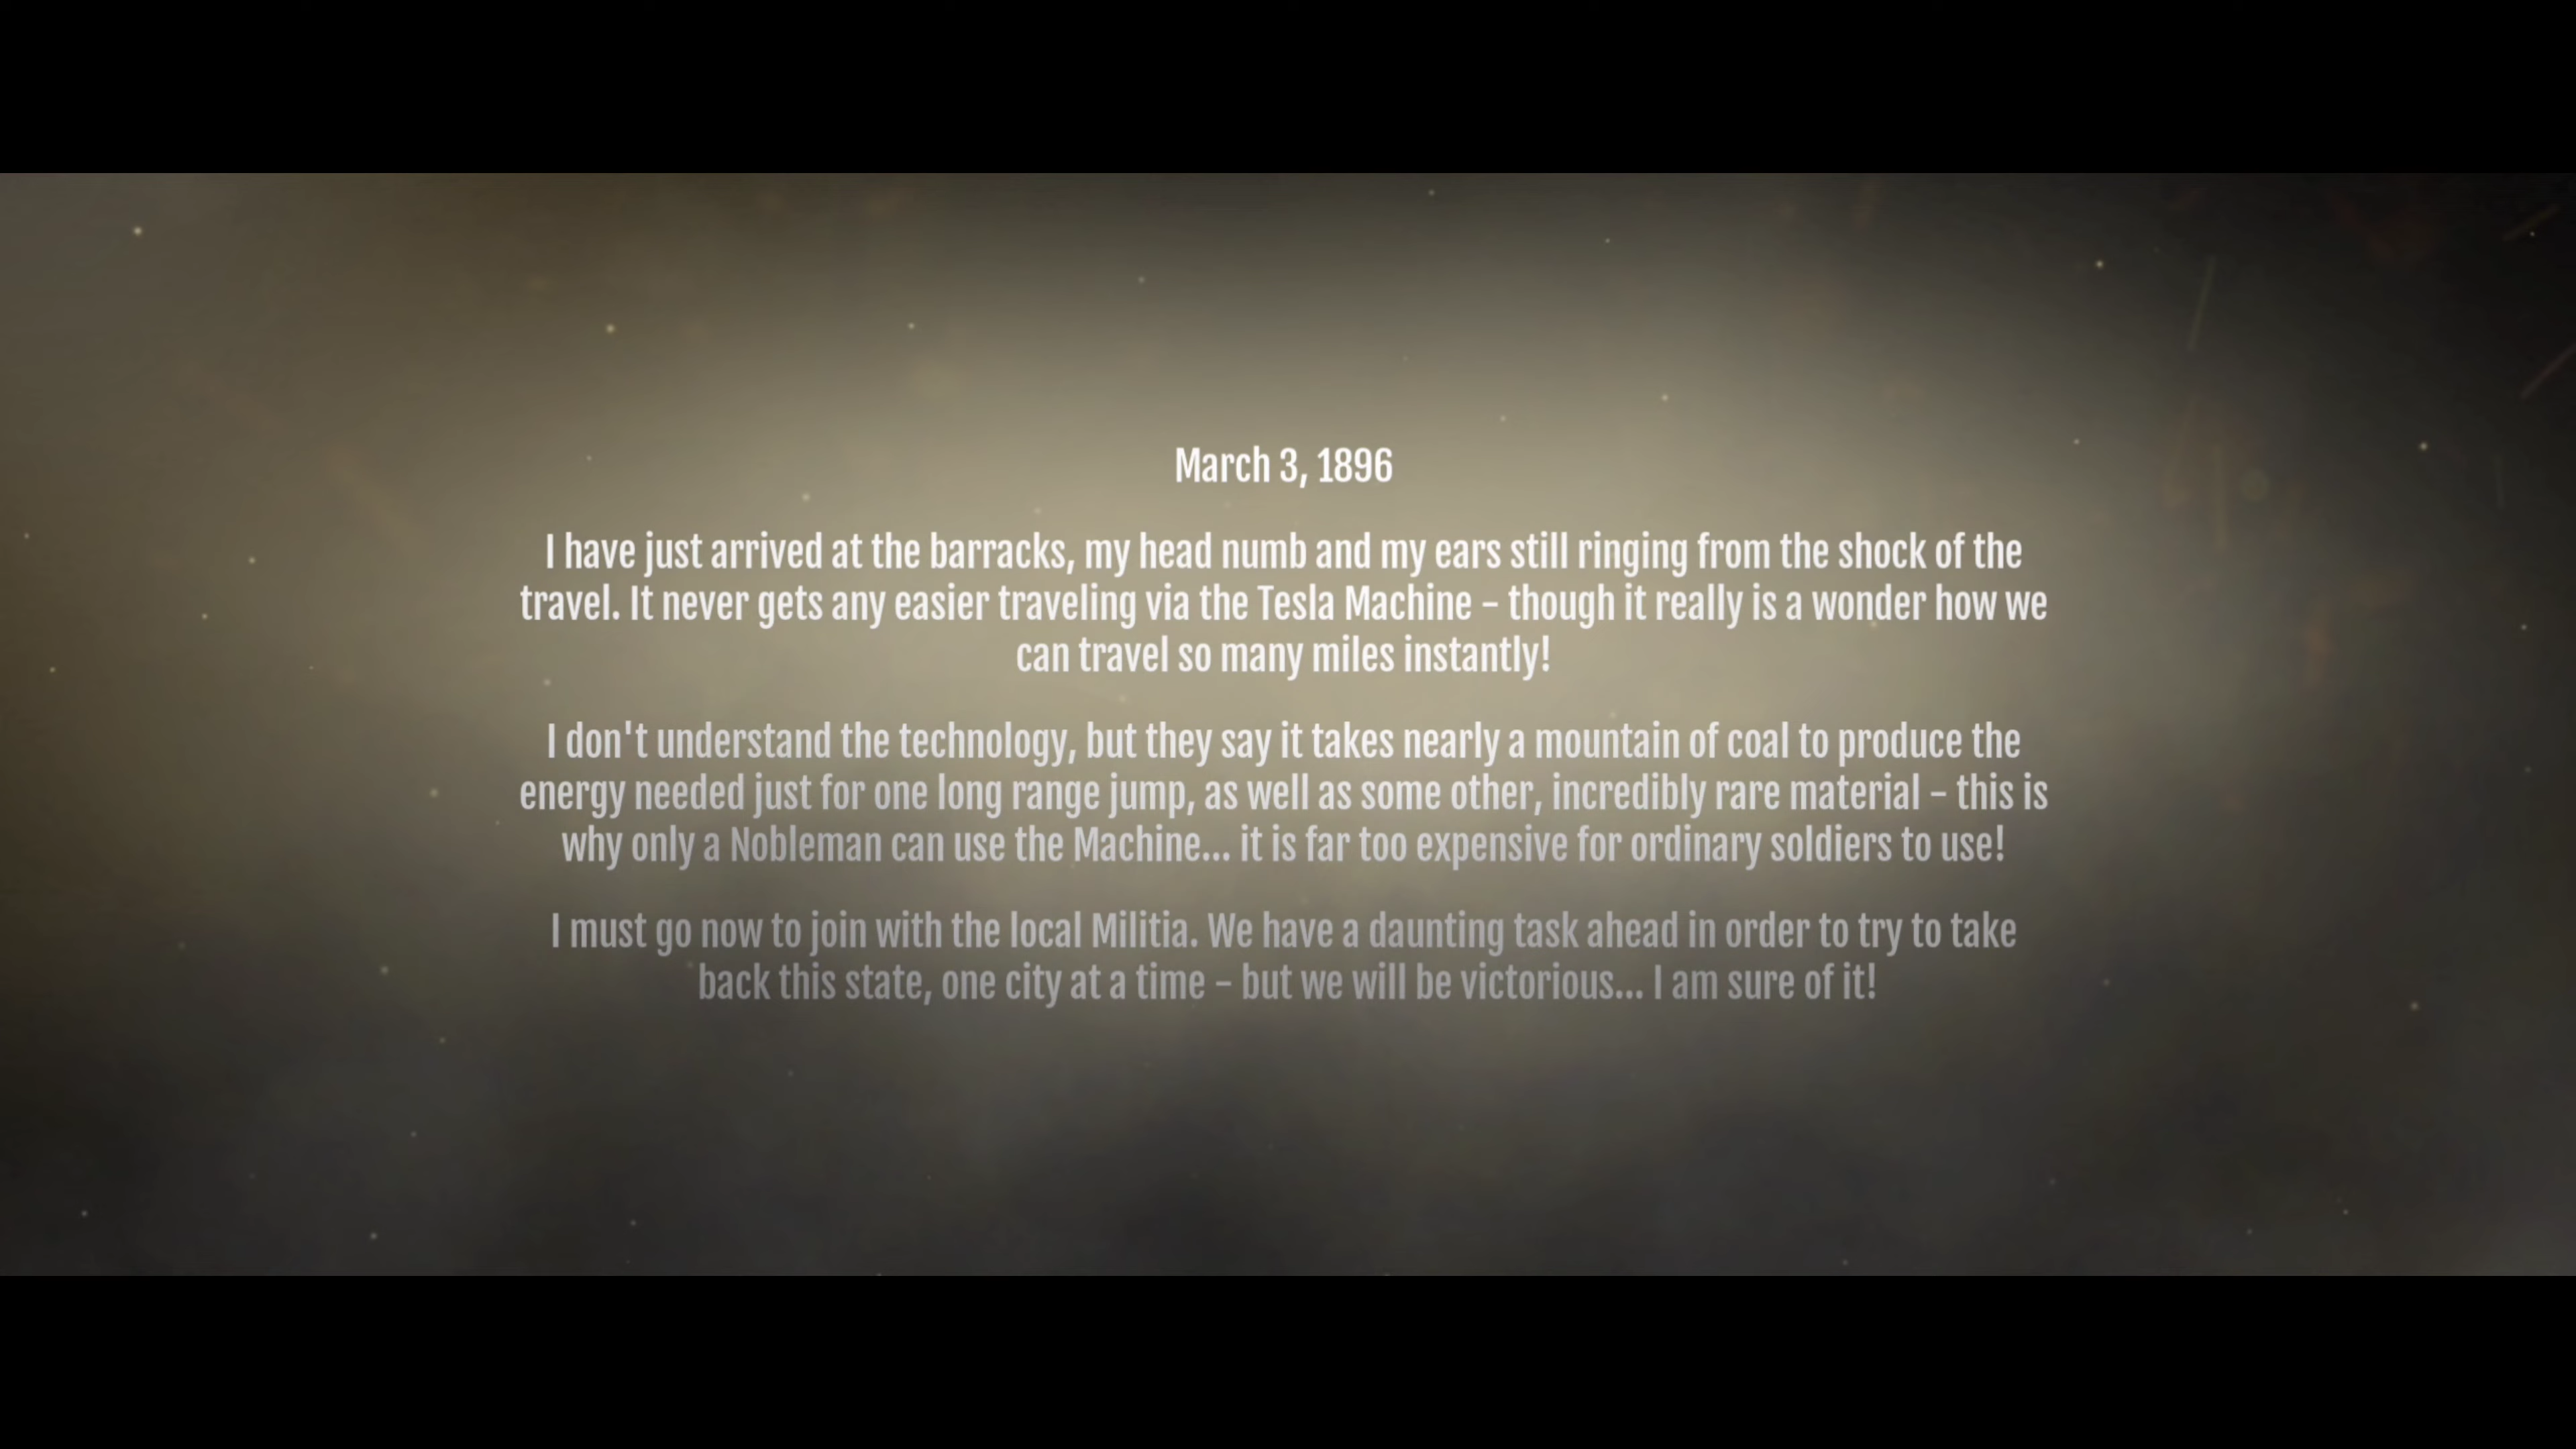 March 3, 1896
I have just arrived at the barracks, my head numb and my ears still ringing from the shock of the
travel. It never gets any easier traveling via the Tesla Machine – though it really is a wonder how we
can travel so many miles instantly!
I don't understand the technology, but they say it takes nearly a mountain of coal to produce the
energy needed just for one long range jump, as well as some other, incredibly rare material – this is
why only a Nobleman can use the Machine... it is far too expensive for ordinary soldiers to use!
I must go now to join with the local Militia. We have a daunting task ahead in order to try to take
back this state, one city at a time – but we will be victorious... I am sure of it!